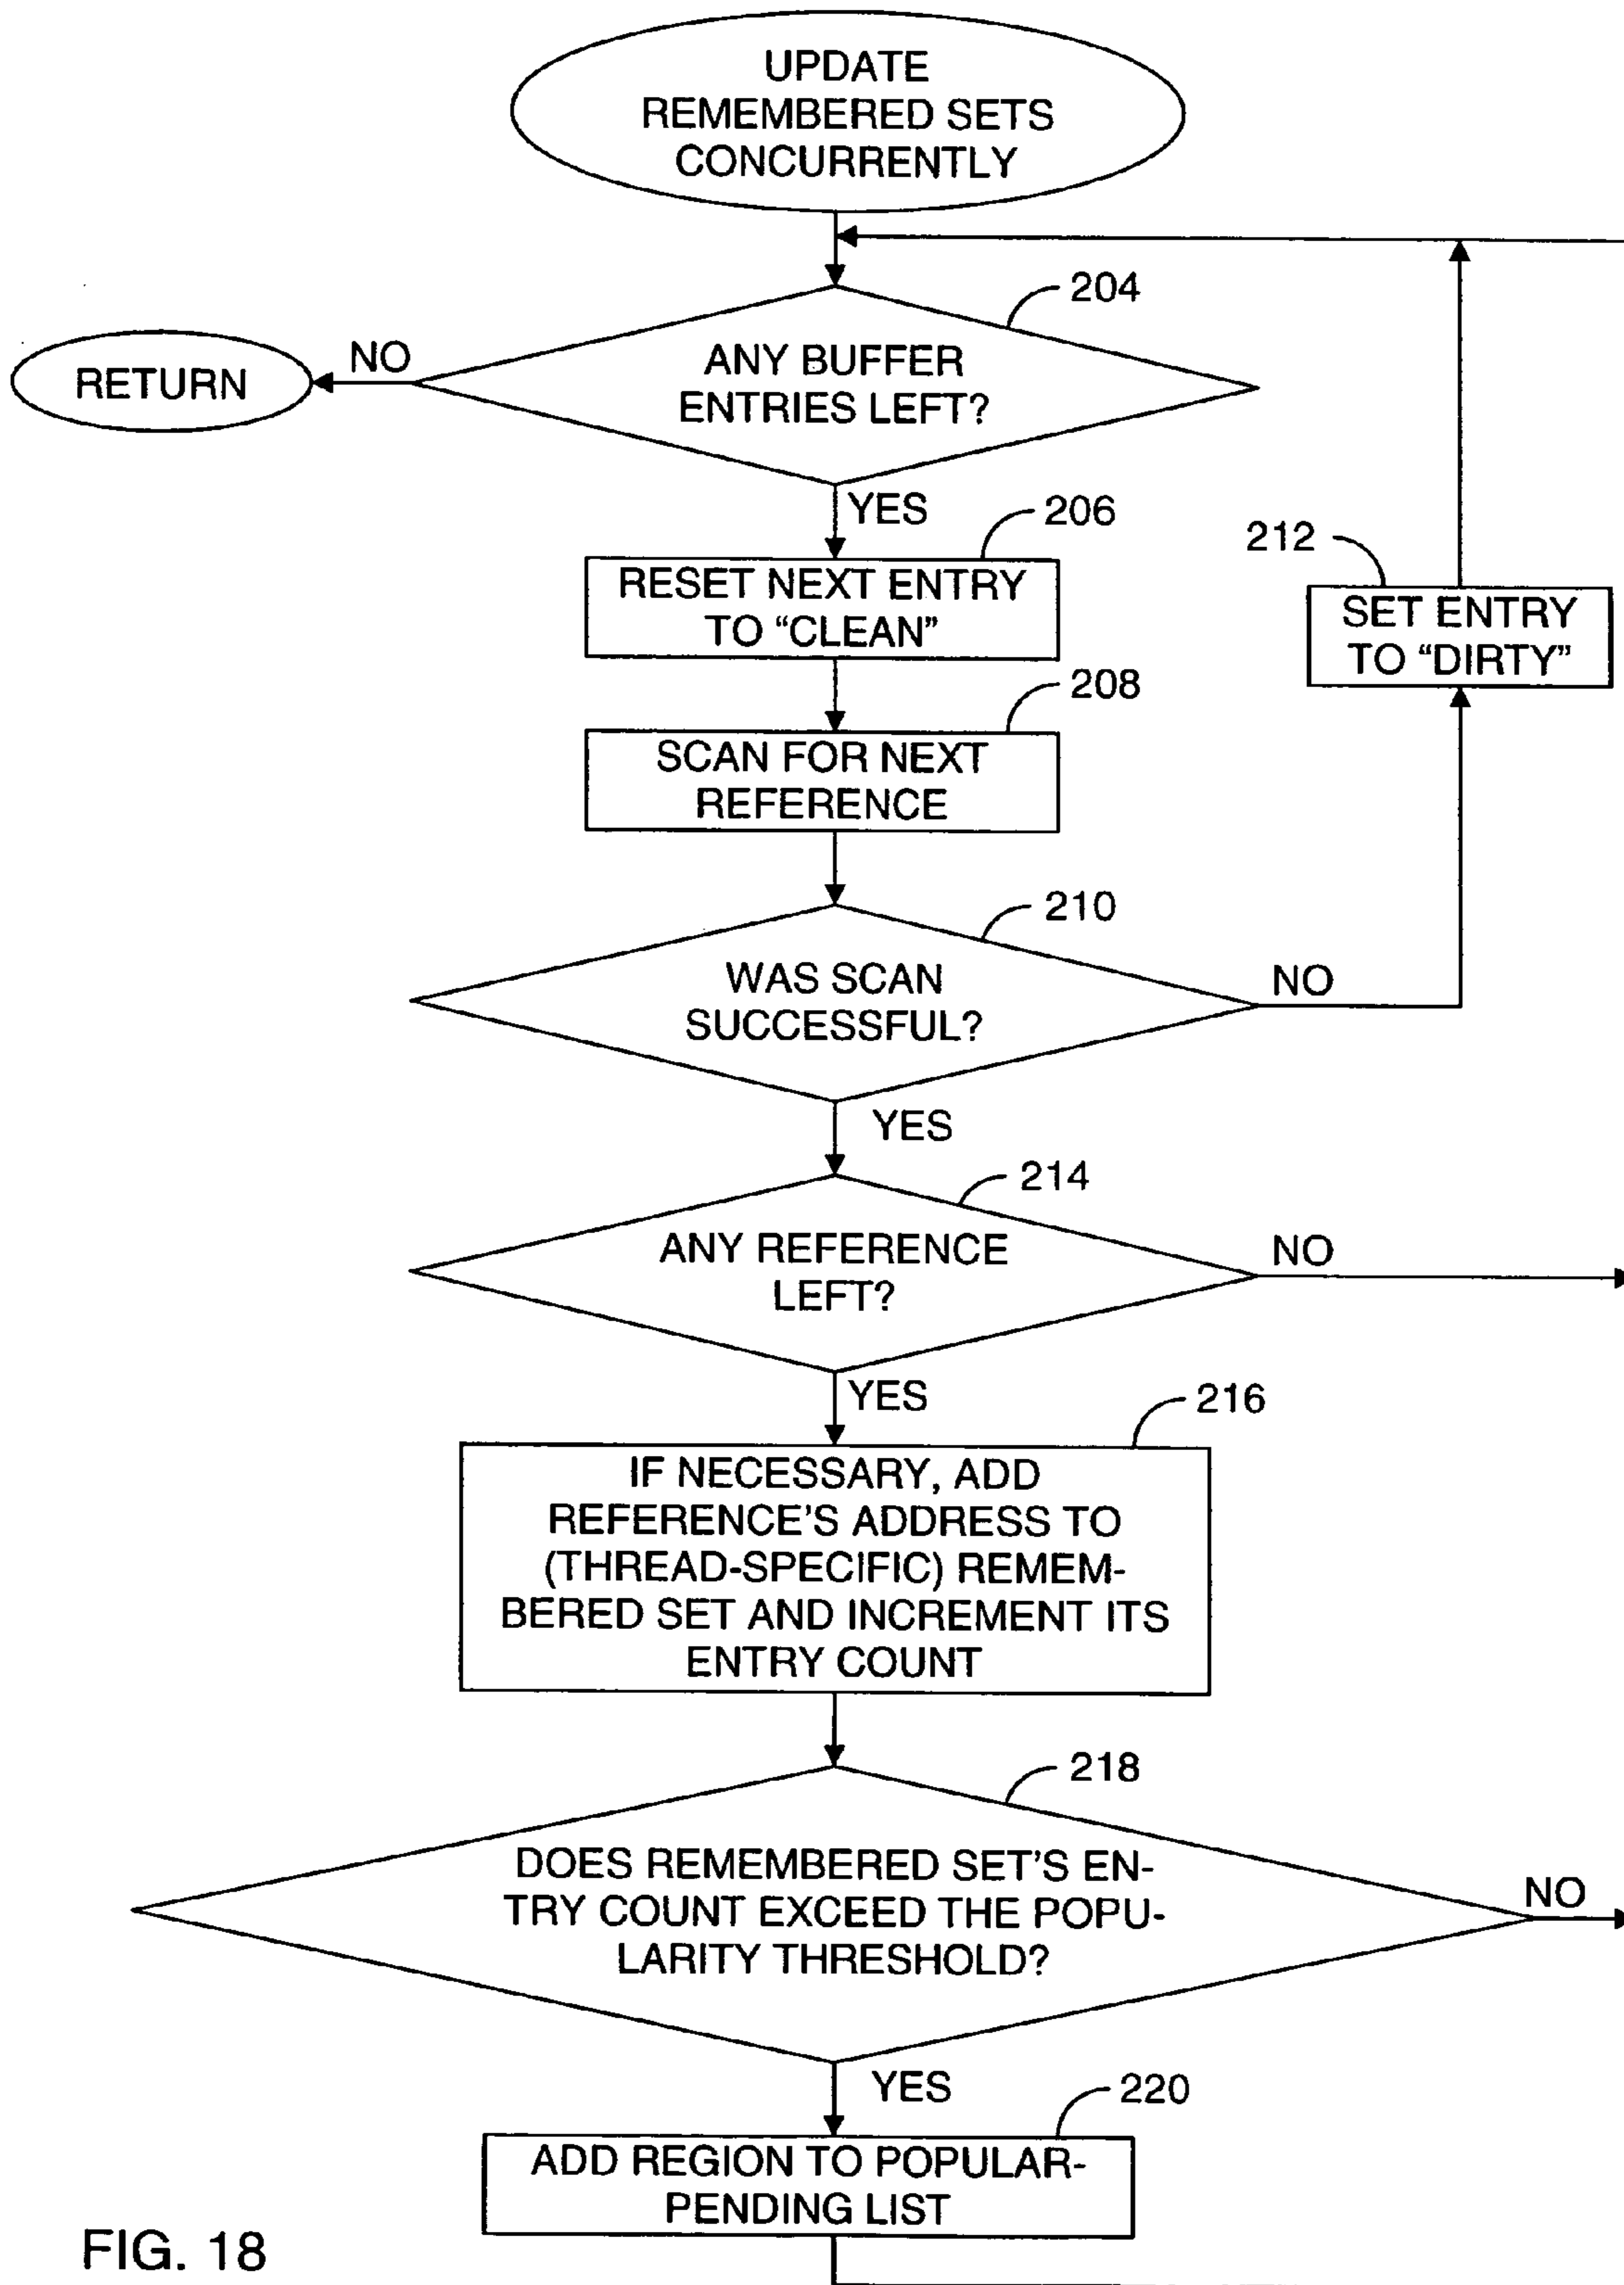 UPDATE
REMEMBERED SETS
CONCURRENTLY
204
ANY BUFFER
ENTRIES LEFT?
NO
RETURN
YES
206
RESET NEXT ENTRY
TO “CLEAN”
212
SET ENTRY
TO “DIRTY”
208
SCAN FOR NEXT
REFERENCE
210
WAS SCAN
SUCCESSFUL?
NO
YES
214
ANY REFERENCE
LEFT?
NO
YES
216
IF NECESSARY, ADD
REFERENCE'S ADDRESS TO
(THREAD-SPECIFIC) REMEM-
BERED SET AND INCREMENT ITS
ENTRY COUNT
218
DOES REMEMBERED SET'S EN-
TRY COUNT EXCEED THE POPU-
LARITY THRESHOLD?
NO
YES
220
ADD REGION TO POPULAR-
PENDING LIST
FIG. 18